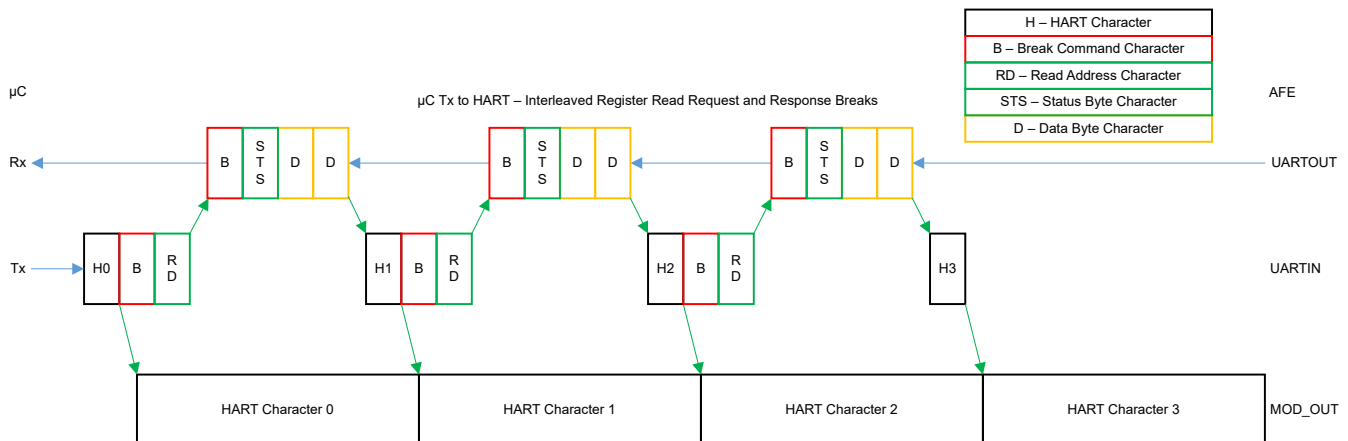 H – HART Character
B – Break Command Character
RD – Read Address Character
STS – Status Byte Character
D – Data Byte Character
µC
AFE
µC Tx to HART – Interleaved Register Read Request and Response Breaks
Rx
B
S
T
S
D
D
B
S
T
S
D
D
B
S
T
S
D
D
UARTOUT
Tx
H0
B
R
D
H1
B
R
D
H2
B
R
D
H3
UARTIN
HART Character 0
HART Character 1
HART Character 2
HART Character 3
MOD_OUT